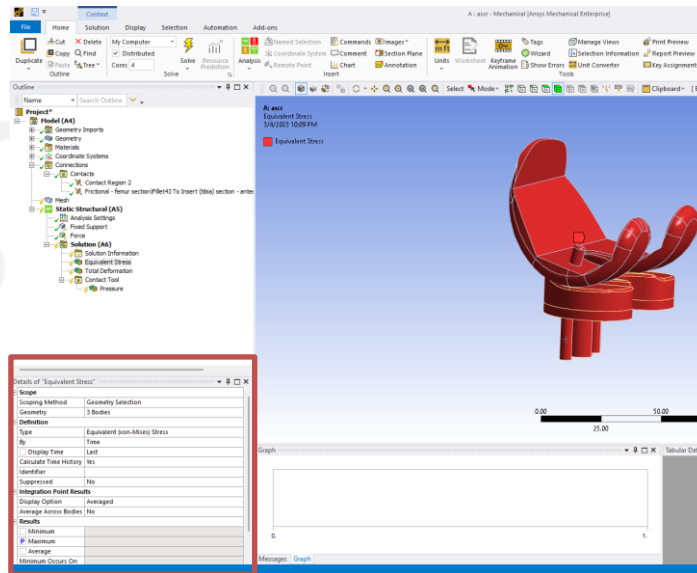 Context
A : ascr - Mechanical [Ansys Mechanical Enterprise]
File Home Solution Display Selection Automation Add-ons
Duplicate
Cut
Copy
Paste
Delete
Find
Tree
Outline
My Computer
Distributed
Cores 4
Solve
Resource Prediction
Solve
Analysis
Named Selection
Coordinate System
Remote Point
Commands
Comment
Chart
Images
Section Plane
Annotation
Insert
Units
Worksheet
Keyframe Animation
Tags
Wizard
Show Errors
Manage Views
Selection Information
Unit Converter
Print Preview
Report Preview
Key Assignment
Tools
Outline
Name Search Outline
Select Mode Clipboard
Project*
Model (A4)
Geometry Imports
Geometry
Materials
Coordinate Systems
Connections
Contacts
Contact Region 2
Frictional - femur section|Fillet43 To Insert (tibia) section - ante
Mesh
Static Structural (A5)
Analysis Settings
Fixed Support
Force
Solution (A6)
Solution Information
Equivalent Stress
Total Deformation
Contact Tool
Pressure
Equivalent Stress
3/4/2023 10:09 PM
Equivalent Stress
0.00 50.00
25.00
Details of "Equivalent Stress"
Scope
Scoping Method Geometry Selection
Geometry 3 Bodies
Definition
Type Equivalent (von-Mises) Stress
By Time
Display Time Last
Calculate Time History Yes
Identifier
Suppressed No
Integration Point Results
Display Option Averaged
Average Across Bodies No
Results
Minimum
Maximum
Average
Minimum Occurs On
Graph
Tabular Dat
0. 1.
Messages Graph